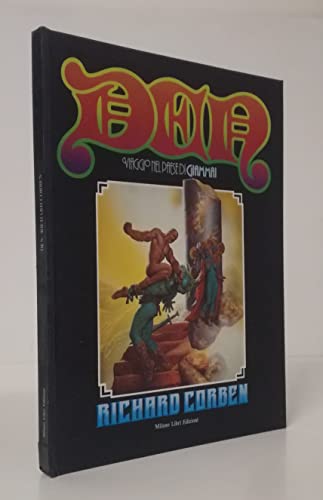 DEN
VIAGGIO NEL PAESE DI GIAMMAI
RICHARD CORBEN
Milano Libri Edizioni